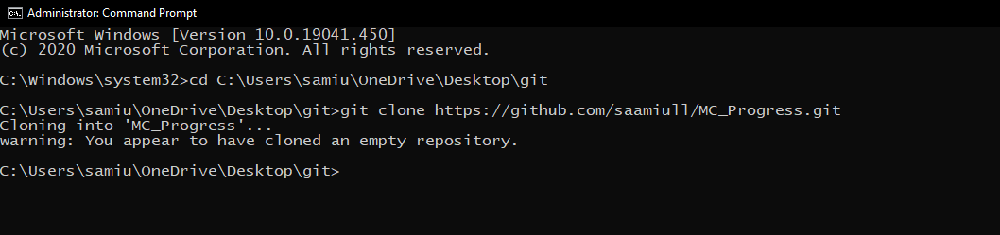 Administrator: Command Prompt
Microsoft Windows [Version 10.0.19041.450]
(c) 2020 Microsoft Corporation. All rights reserved.
C:\Windows\system32>cd C:\Users\samiu\OneDrive\Desktop\git
C:\Users\samiu\OneDrive\Desktop\git>git clone https://github.com/saamiull/MC_Progress.git
Cloning into 'MC_Progress'...
warning: You appear to have cloned an empty repository.
C:\Users\samiu\OneDrive\Desktop\git>